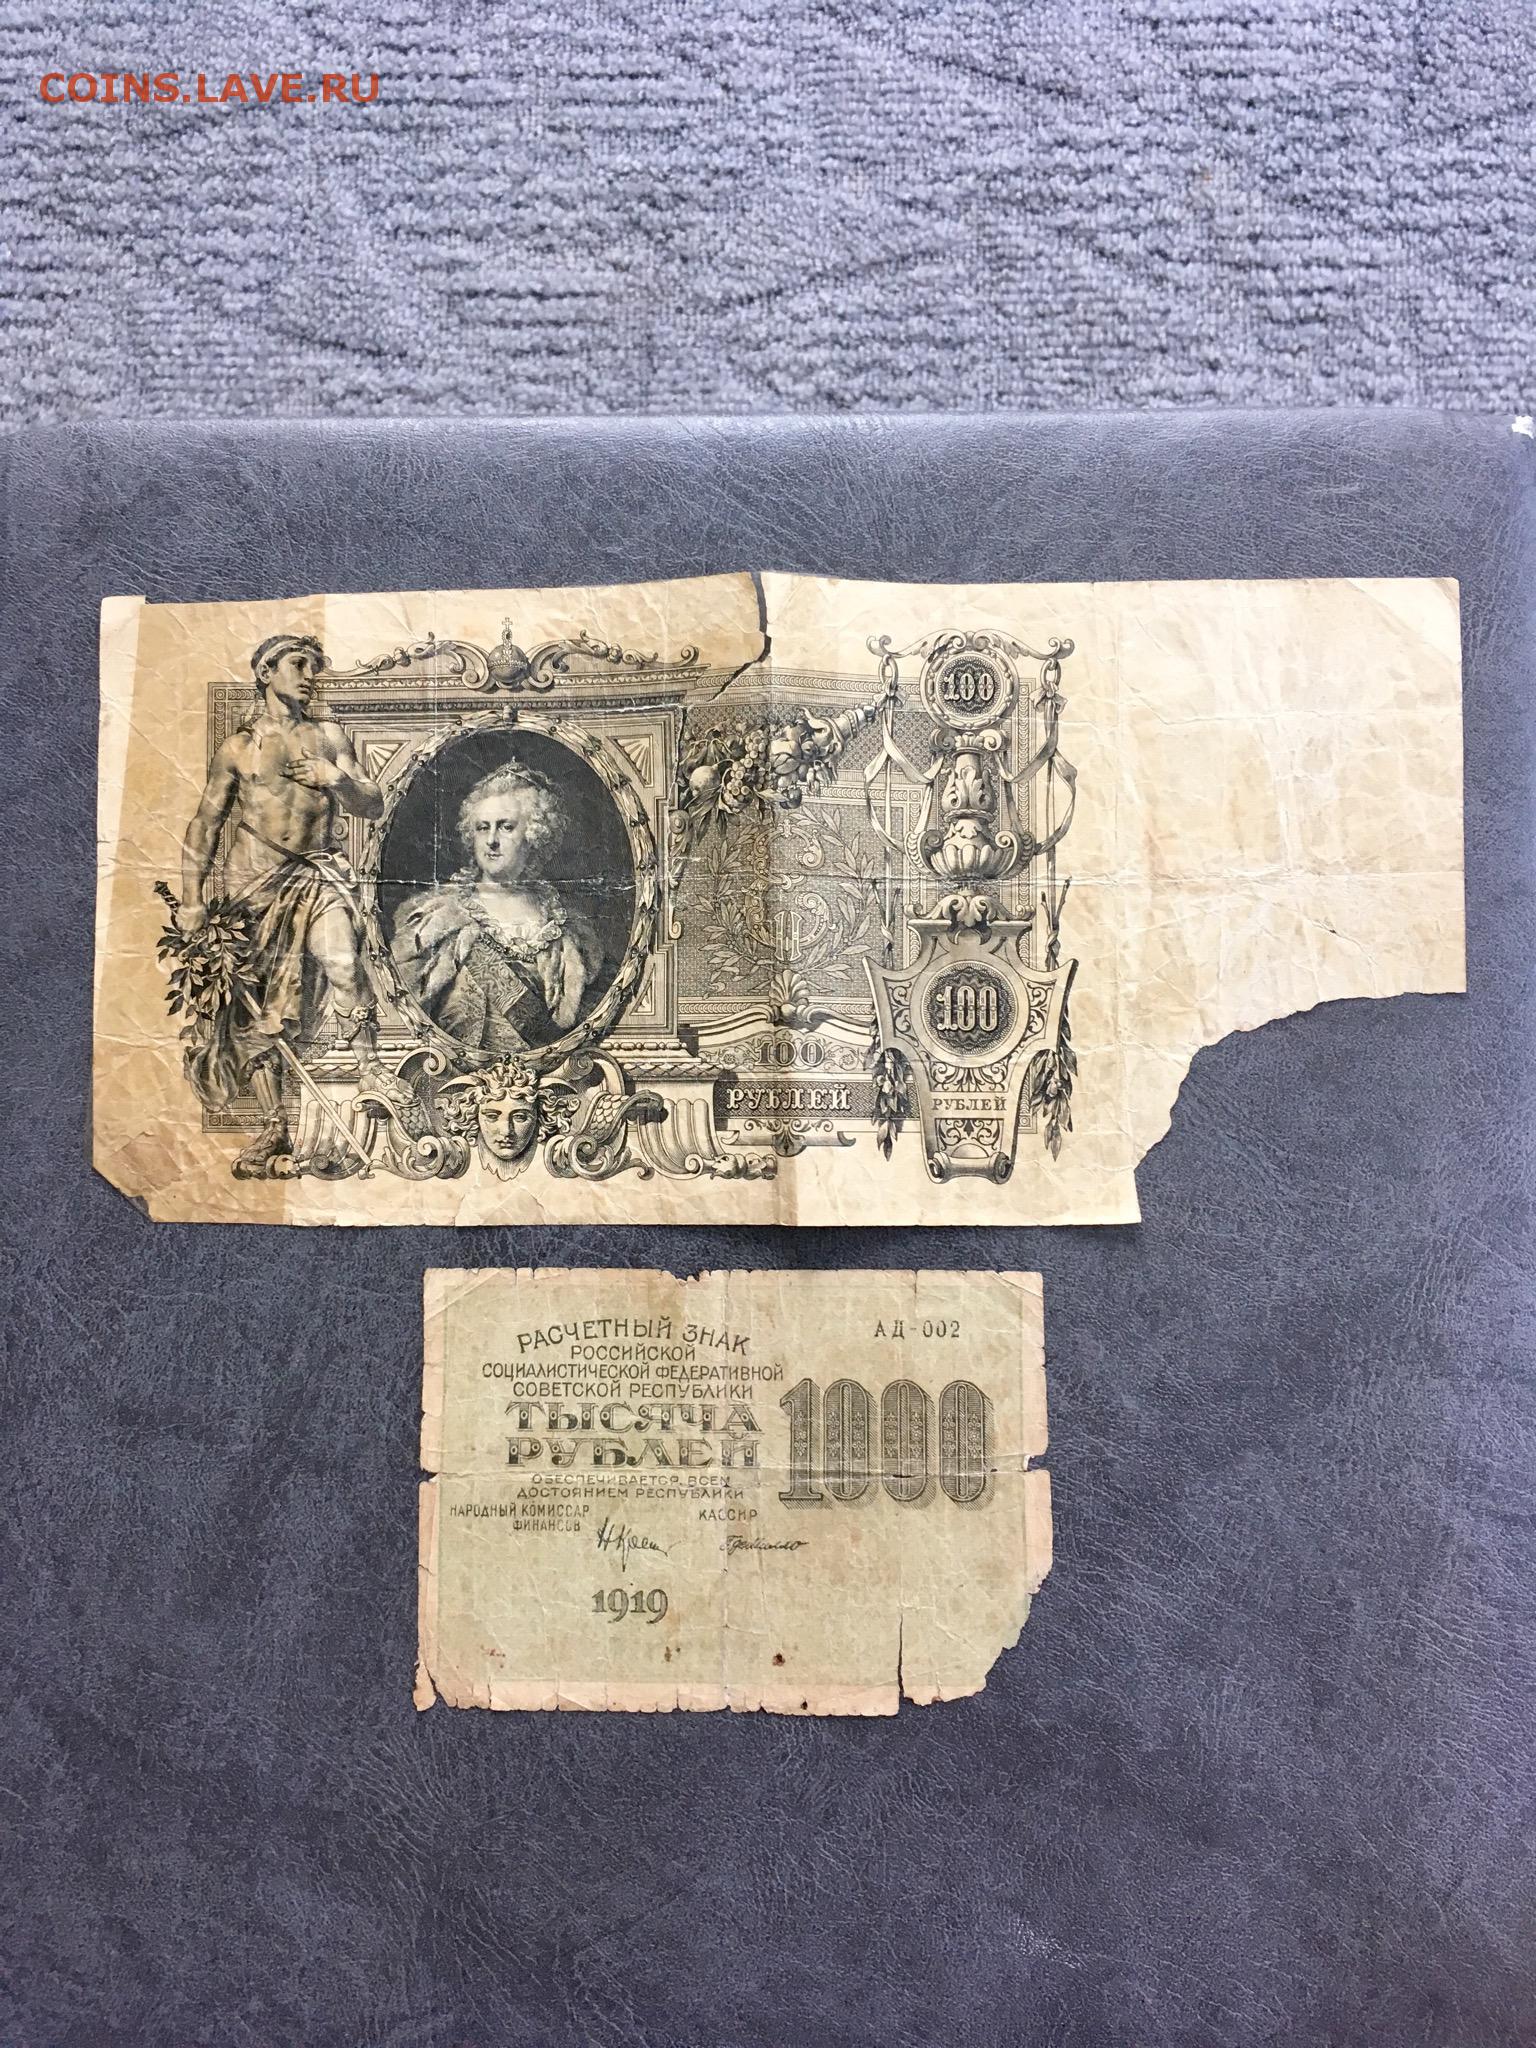 COINS.LAVE.RU
100
100
100
РУБЛЕЙ
РУБЛЕЙ
РАСЧЕТНЫЙ ЗНАК
РОССИЙСКОЙ
СОЦИАЛИСТИЧЕСКОЙ ФЕДЕРАТИВНОЙ
СОВЕТСКОЙ РЕСПУБЛИКИ
ТЫСЯЧА
РУБЛЕЙ
ОБЕСПЕЧИВАЕТСЯ ВСЕМ
ДОСТОЯНИЕМ РЕСПУБЛИКИ
НАРОДНЫЙ КОМИССАР
ФИНАНСОВ
КАССИР
1919
АД-002
1000